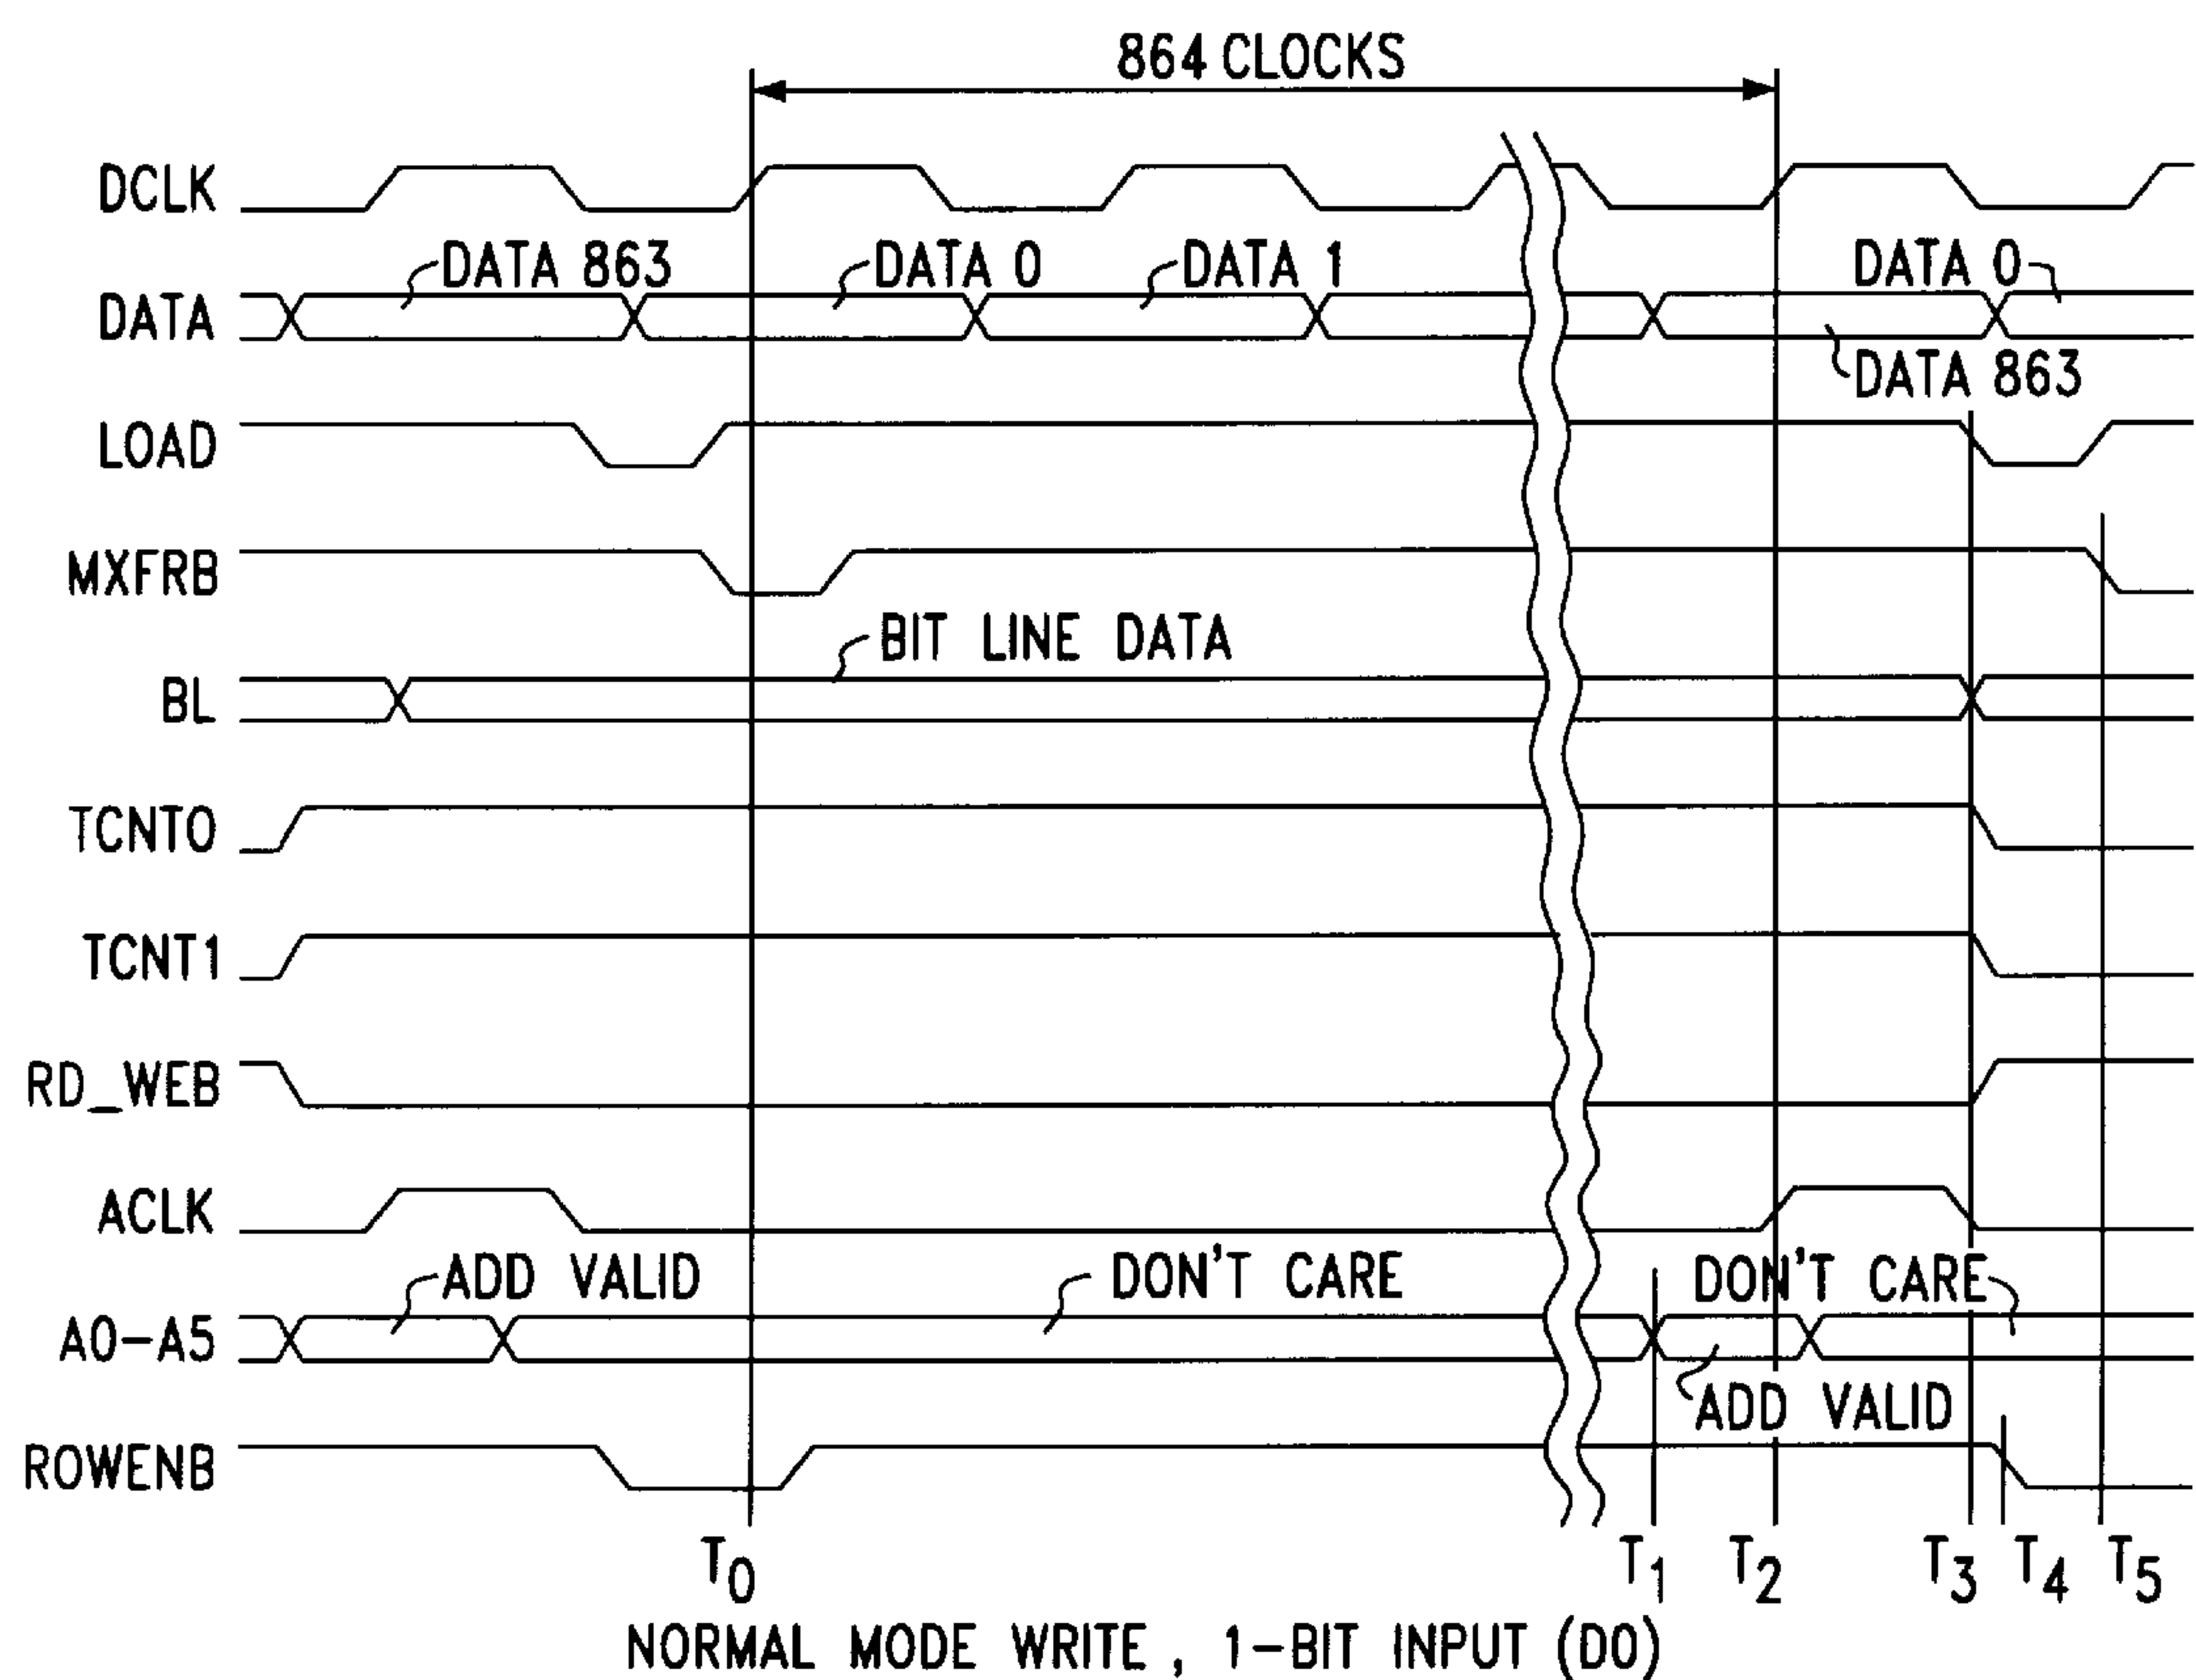 864 CLOCKS
DCLK
DATA 863
DATA 0
DATA 1
DATA 0
DATA
DATA 863
LOAD
MXFRB
BIT LINE DATA
BL
TCNT0
TCNT1
RD_WEB
ACLK
ADD VALID
DON'T CARE
DON'T CARE
A0-A5
ADD VALID
ROWENB
T0
T1
T2
T3
T4
T5
NORMAL MODE WRITE, 1-BIT INPUT (D0)